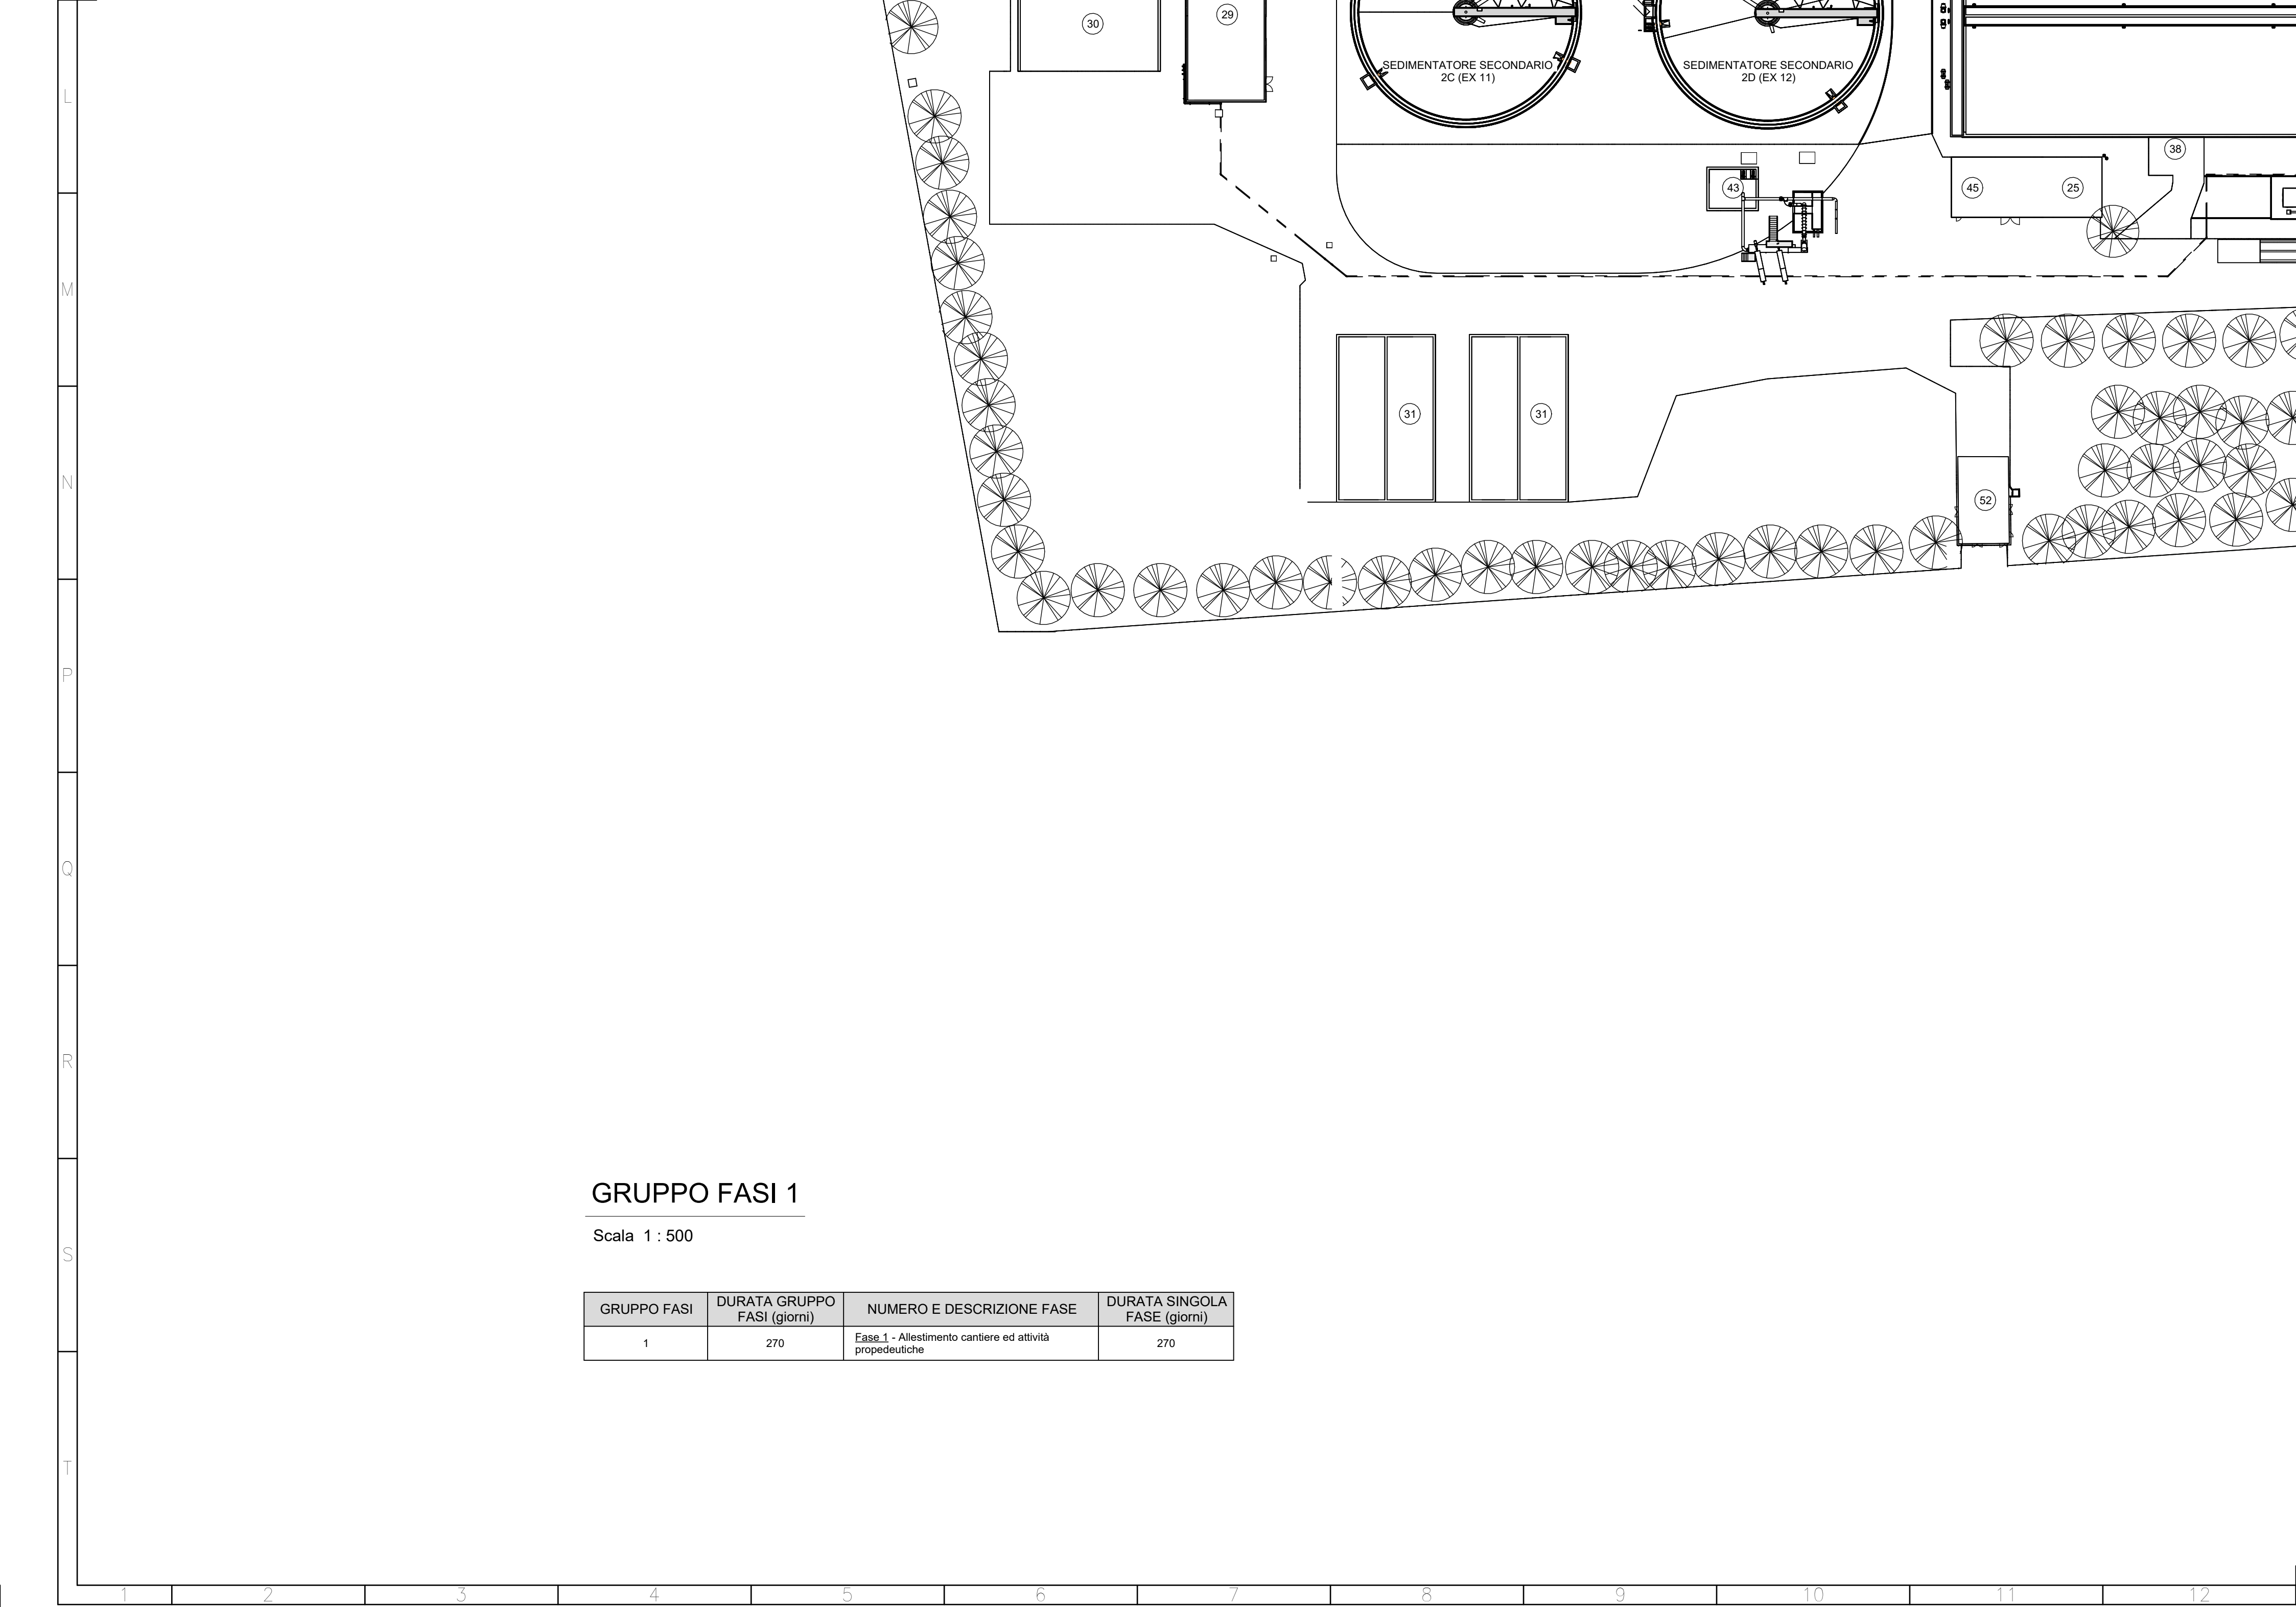 30
29
SEDIMENTATORE SECONDARIO
2C (EX 11)
SEDIMENTATORE SECONDARIO
2D (EX 12)
38
43
45
25
31
31
52
L
M
N
P
Q
R
S
T
GRUPPO FASI 1
Scala 1 : 500
GRUPPO FASI
DURATA GRUPPO
FASI (giorni)
NUMERO E DESCRIZIONE FASE
DURATA SINGOLA
FASE (giorni)
1
270
Fase 1 - Allestimento cantiere ed attività
propedeutiche
270
1 2 3 4 5 6 7 8 9 10 11 12